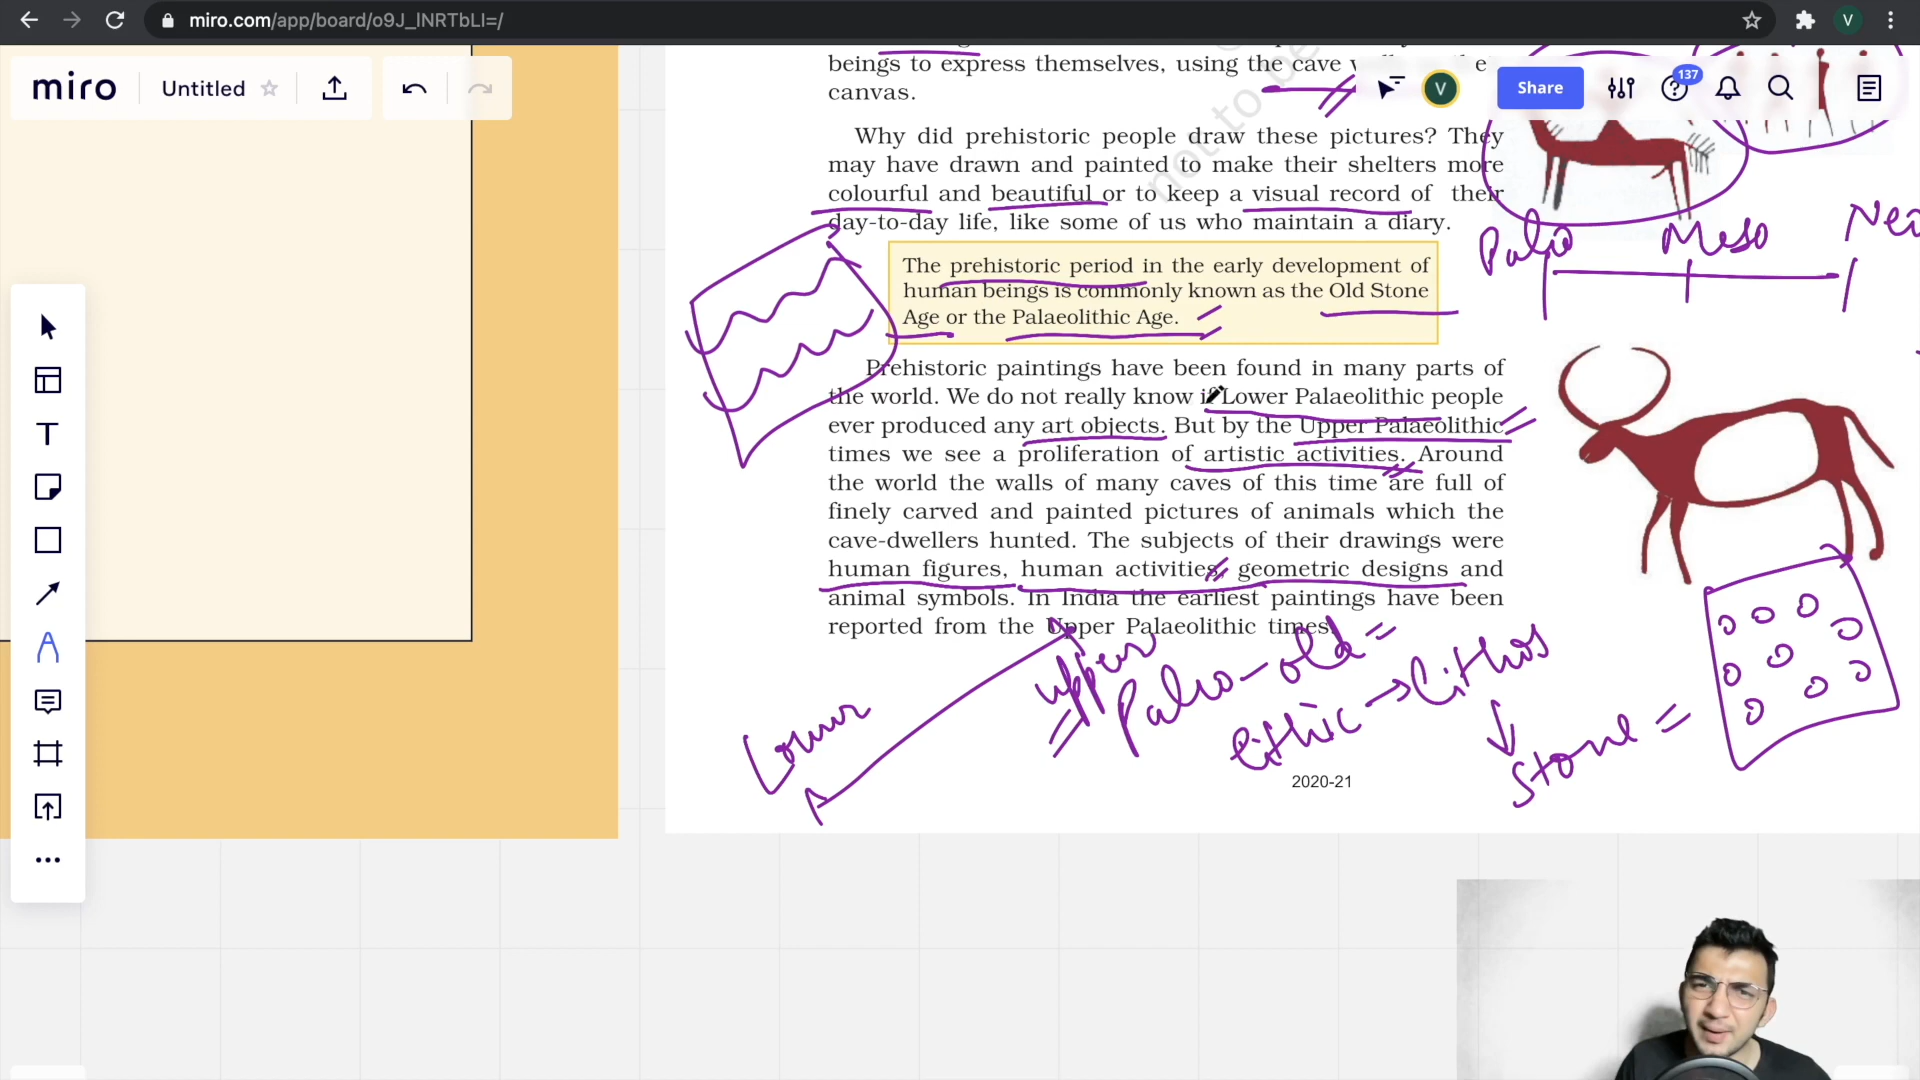 miro.com/app/board/o9J_lNRTbLI=/
V
miro
Untitled
V
Share
137
beings to express themselves, using the cave
canvas.
not to be
Why did prehistoric people draw these pictures? They
may have drawn and painted to make their shelters more
colourful and beautiful or to keep a visual record of their
day-to-day life, like some of us who maintain a diary.
Palio
Meso
Neo
The prehistoric period in the early development of
human beings is commonly known as the Old Stone
Age or the Palaeolithic Age.
Prehistoric paintings have been found in many parts of
the world. We do not really know if Lower Palaeolithic people
ever produced any art objects. But by the Upper Palaeolithic
times we see a proliferation of artistic activities. Around
the world the walls of many caves of this time are full of
finely carved and painted pictures of animals which the
cave-dwellers hunted. The subjects of their drawings were
human figures, human activities, geometric designs and
animal symbols. In India the earliest paintings have been
reported from the Upper Palaeolithic times.
Lower
upper
Palio-old =
lithic → lithos
Stone =
2020-21
T